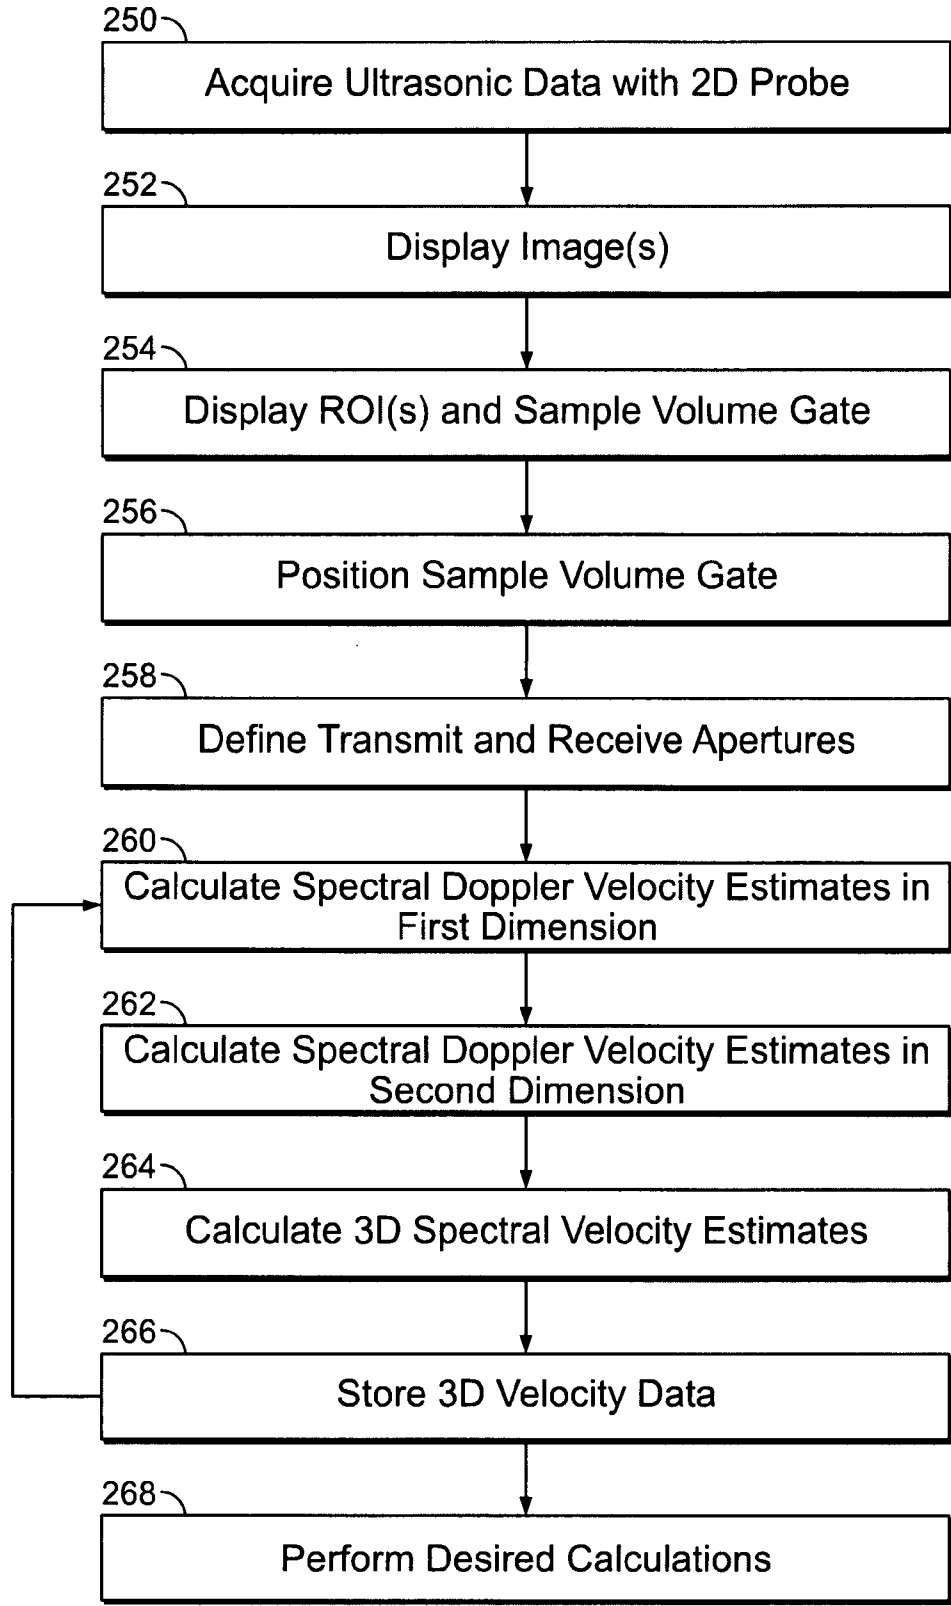 250
Acquire Ultrasonic Data with 2D Probe
252
Display Image(s)
254
Display ROI(s) and Sample Volume Gate
256
Position Sample Volume Gate
258
Define Transmit and Receive Apertures
260
Calculate Spectral Doppler Velocity Estimates in
First Dimension
262
Calculate Spectral Doppler Velocity Estimates in
Second Dimension
264
Calculate 3D Spectral Velocity Estimates
266
Store 3D Velocity Data
268
Perform Desired Calculations